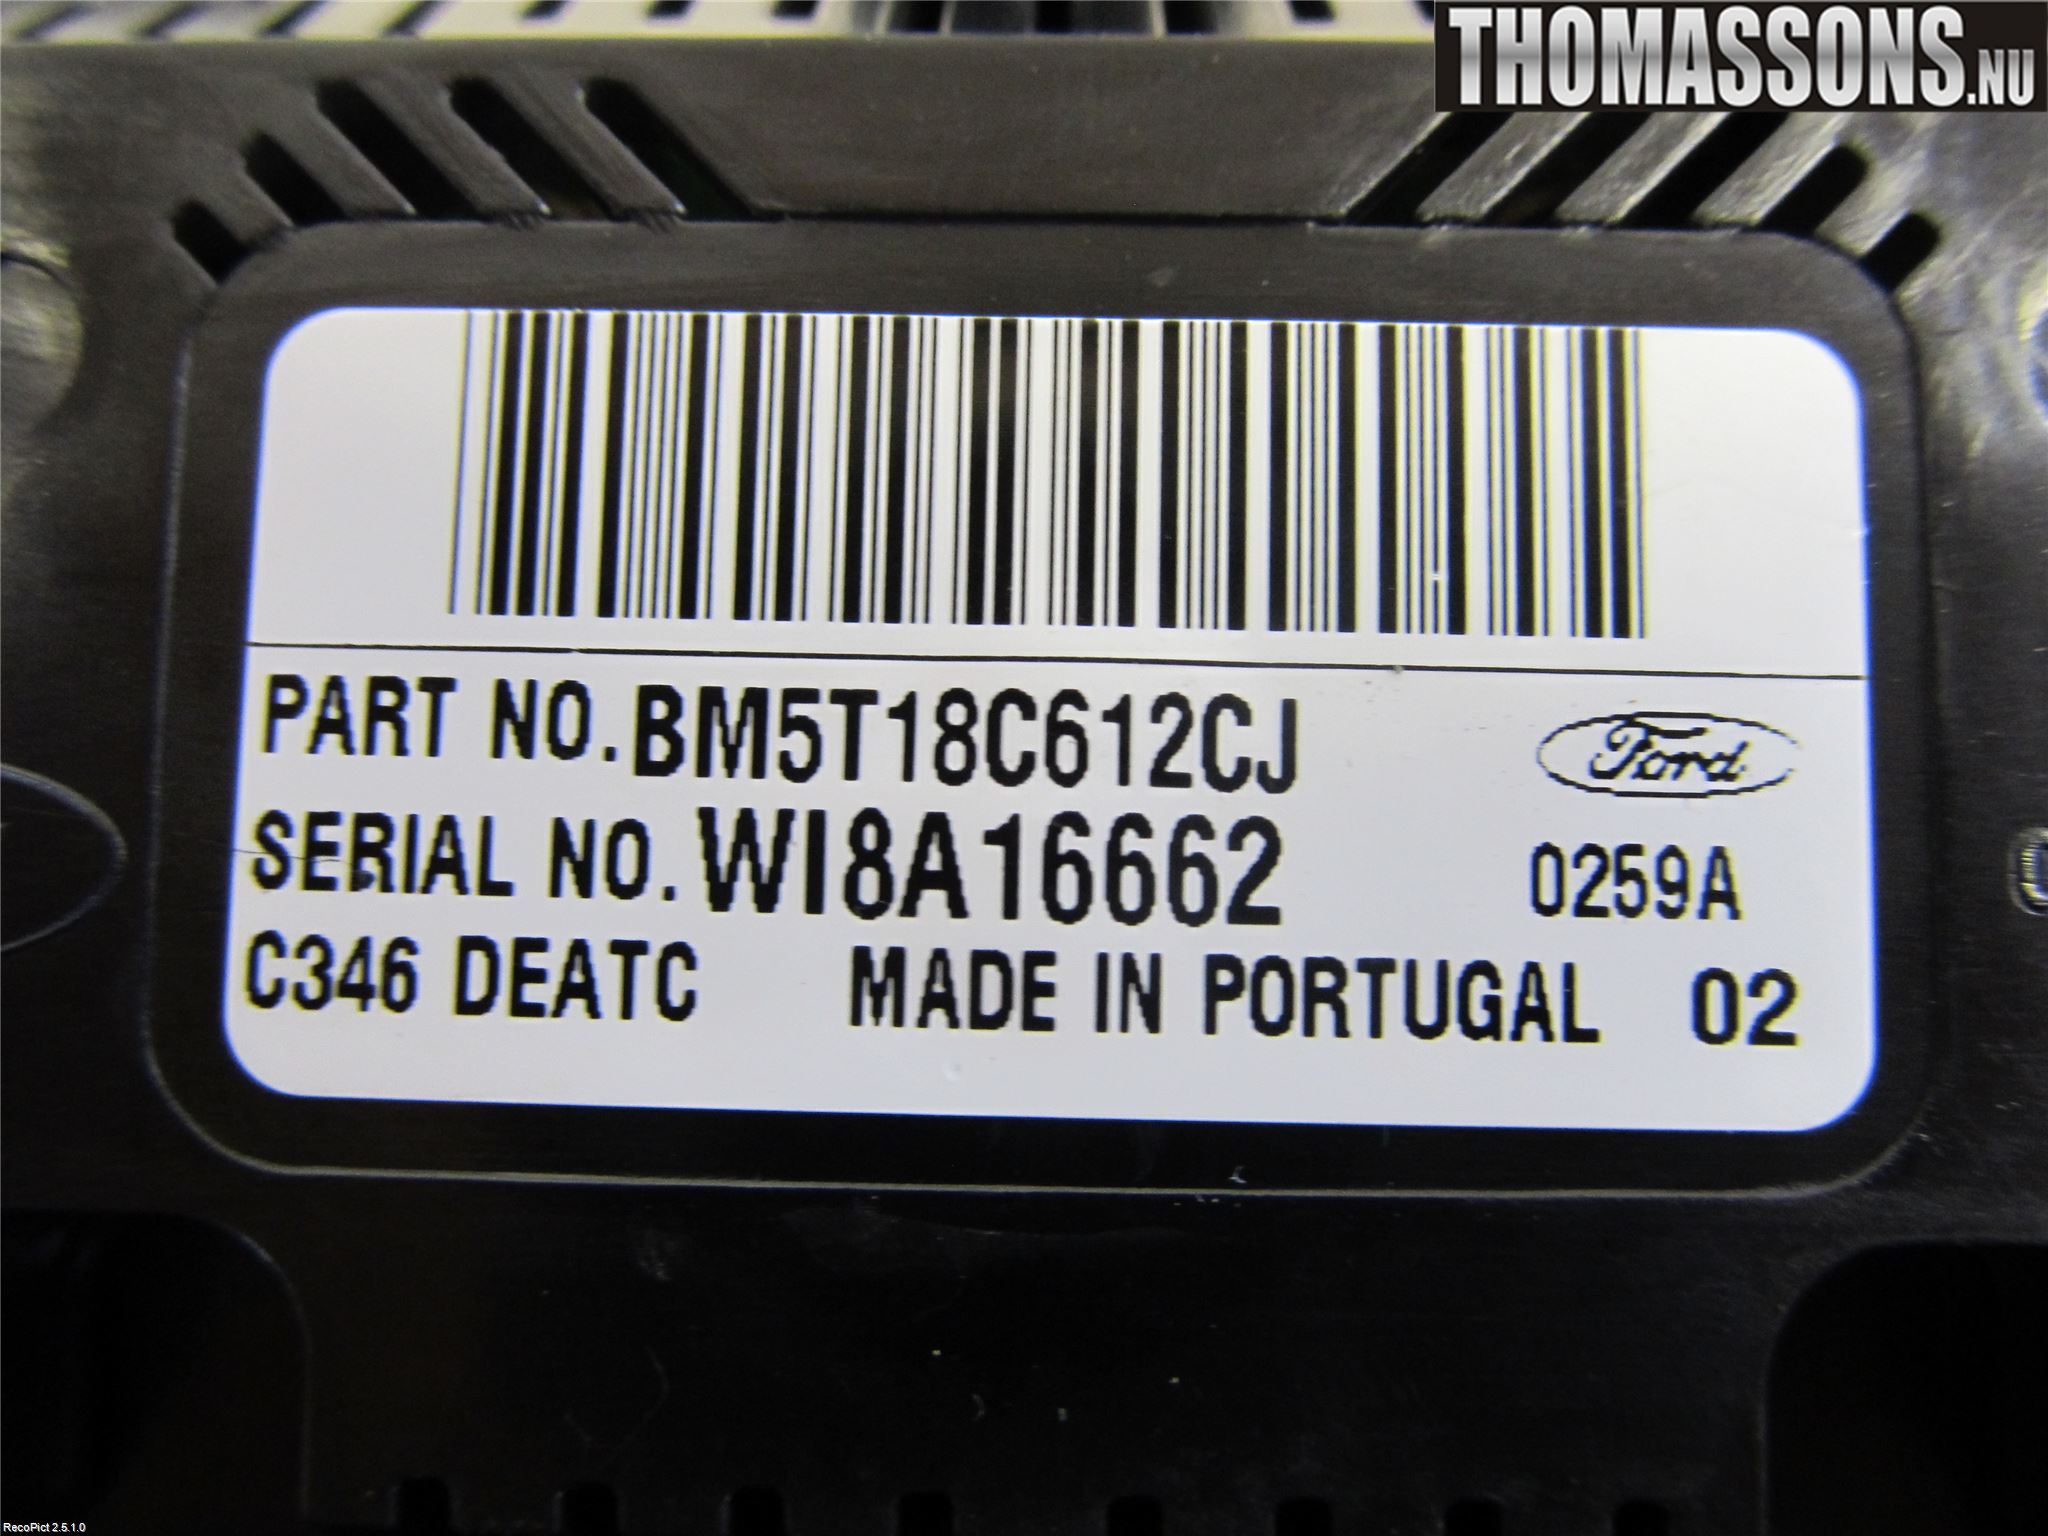 THOMASSONS.NU
PART NO. BM5T18C612CJ
Ford
SERIAL NO. WI8A16662 0259A
C346 DEATC MADE IN PORTUGAL 02
RecoPict 2.5.1.0